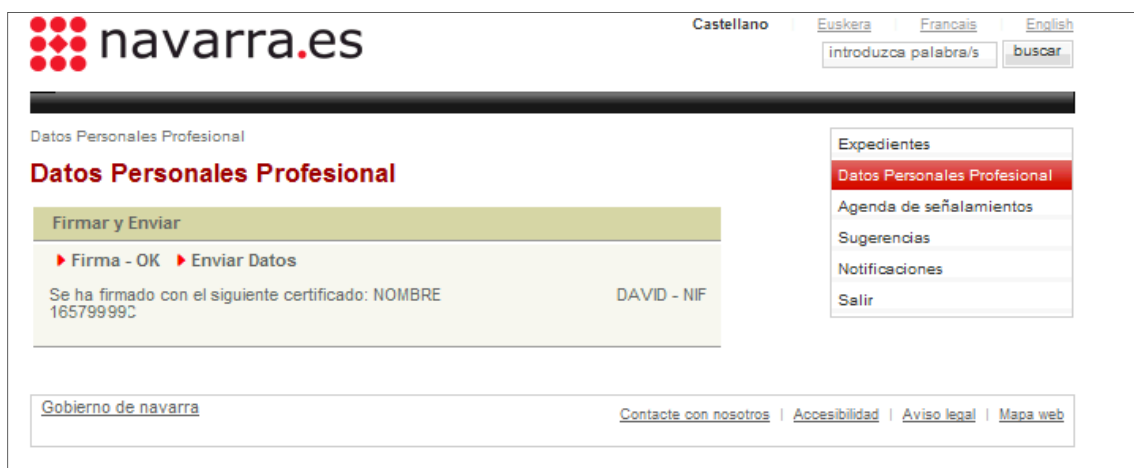 navarra.es
Castellano | Euskera | Francais | English
introduzca palabra/s buscar
Datos Personales Profesional
Datos Personales Profesional
Firmar y Enviar
Firma - OK Enviar Datos
Se ha firmado con el siguiente certificado: NOMBRE DAVID - NIF
16579999C
Expedientes
Datos Personales Profesional
Agenda de señalamientos
Sugerencias
Notificaciones
Salir
Gobierno de navarra
Contacte con nosotros | Accesibilidad | Aviso legal | Mapa web